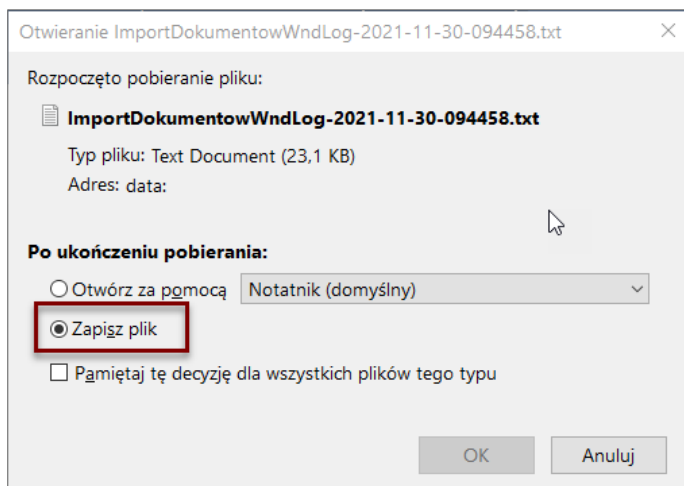 Otwieranie ImportDokumentowWndLog-2021-11-30-094458.txt
Rozpoczęto pobieranie pliku:
ImportDokumentowWndLog-2021-11-30-094458.txt
Typ pliku: Text Document (23,1 KB)
Adres: data:
Po ukończeniu pobierania:
Otwórz za pomocą Notatnik (domyślny)
Zapisz plik
Pamiętaj tę decyzję dla wszystkich plików tego typu
OK Anuluj